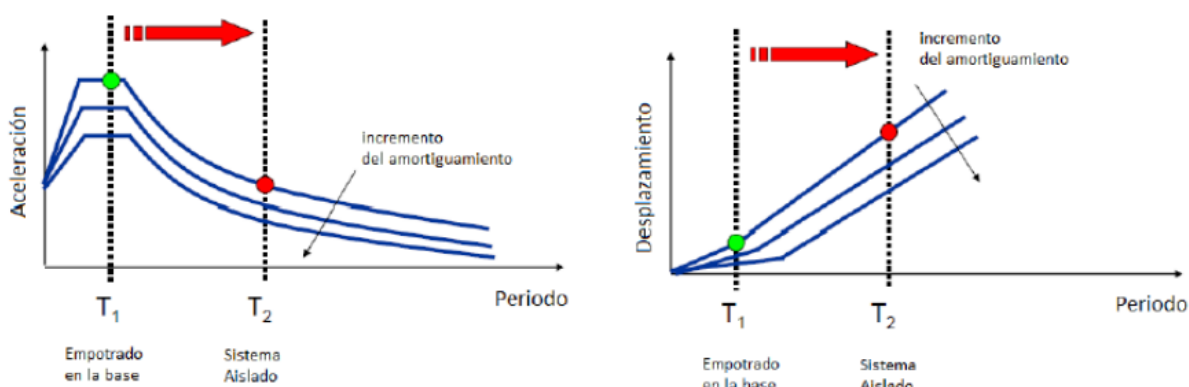 incremento
del amortiguamiento
Aceleración
T1
T2
Periodo
Empotrado
en la base
Sistema
Aislado
incremento
del amortiguamiento
Desplazamiento
T1
T2
Periodo
Empotrado
en la base
Sistema
Aislado